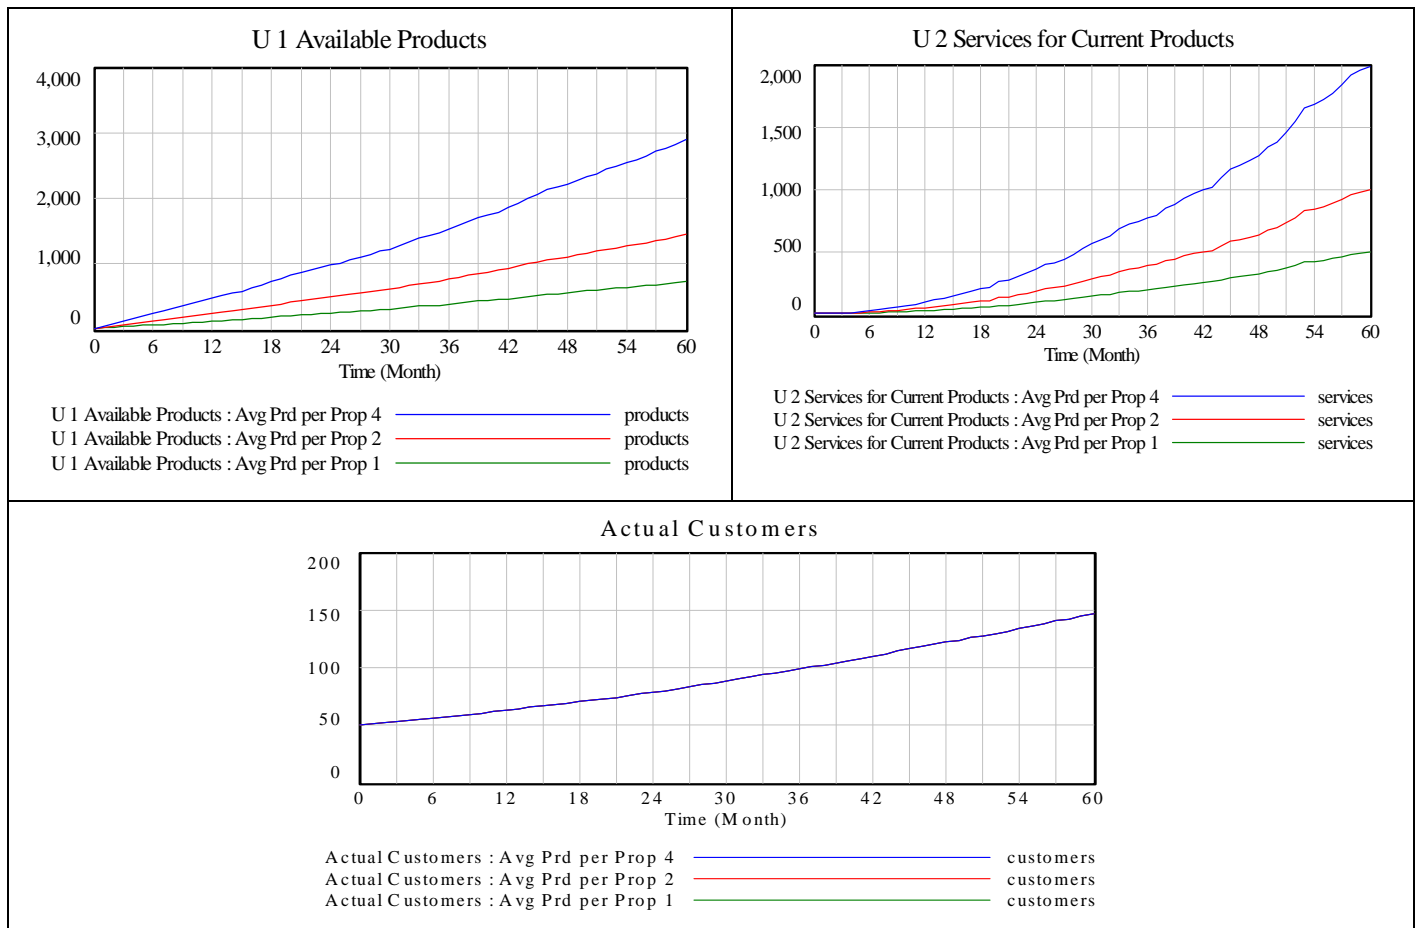 U 1 Available Products
4,000
3,000
2,000
1,000
0
0 6 12 18 24 30 36 42 48 54 60
Time (Month)
U 1 Available Products : Avg Prd per Prop 4 products
U 1 Available Products : Avg Prd per Prop 2 products
U 1 Available Products : Avg Prd per Prop 1 products
U 2 Services for Current Products
2,000
1,500
1,000
500
0
0 6 12 18 24 30 36 42 48 54 60
Time (Month)
U 2 Services for Current Products : Avg Prd per Prop 4 services
U 2 Services for Current Products : Avg Prd per Prop 2 services
U 2 Services for Current Products : Avg Prd per Prop 1 services
Actual Customers
200
150
100
50
0
0 6 12 18 24 30 36 42 48 54 60
Time (Month)
Actual Customers : Avg Prd per Prop 4 customers
Actual Customers : Avg Prd per Prop 2 customers
Actual Customers : Avg Prd per Prop 1 customers